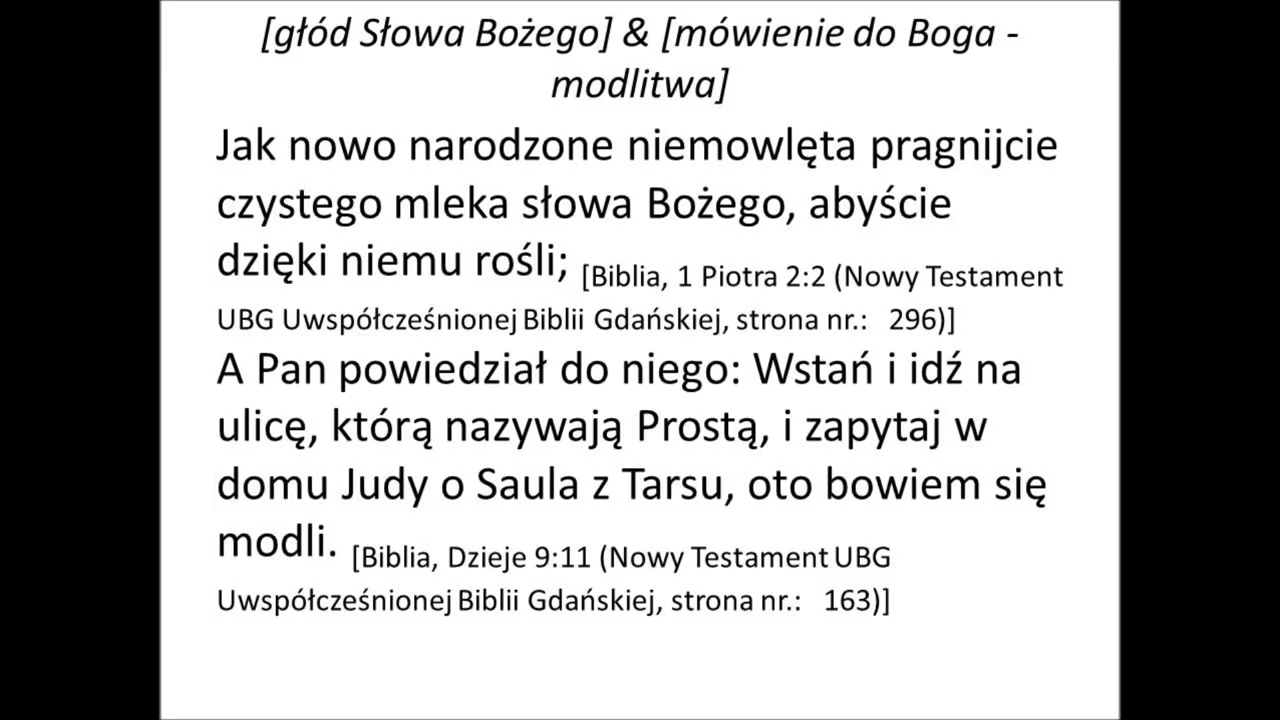 [głód Słowa Bożego] & [mówienie do Boga -
modlitwa]
Jak nowo narodzone niemowlęta pragnijcie
czystego mleka słowa Bożego, abyście
dzięki niemu rośli; [Biblia, 1 Piotra 2:2 (Nowy Testament
UBG Uwspółcześnionej Biblii Gdańskiej, strona nr.: 296)]
A Pan powiedział do niego: Wstań i idź na
ulicę, którą nazywają Prostą, i zapytaj w
domu Judy o Saula z Tarsu, oto bowiem się
modli. [Biblia, Dzieje 9:11 (Nowy Testament UBG
Uwspółcześnionej Biblii Gdańskiej, strona nr.: 163)]